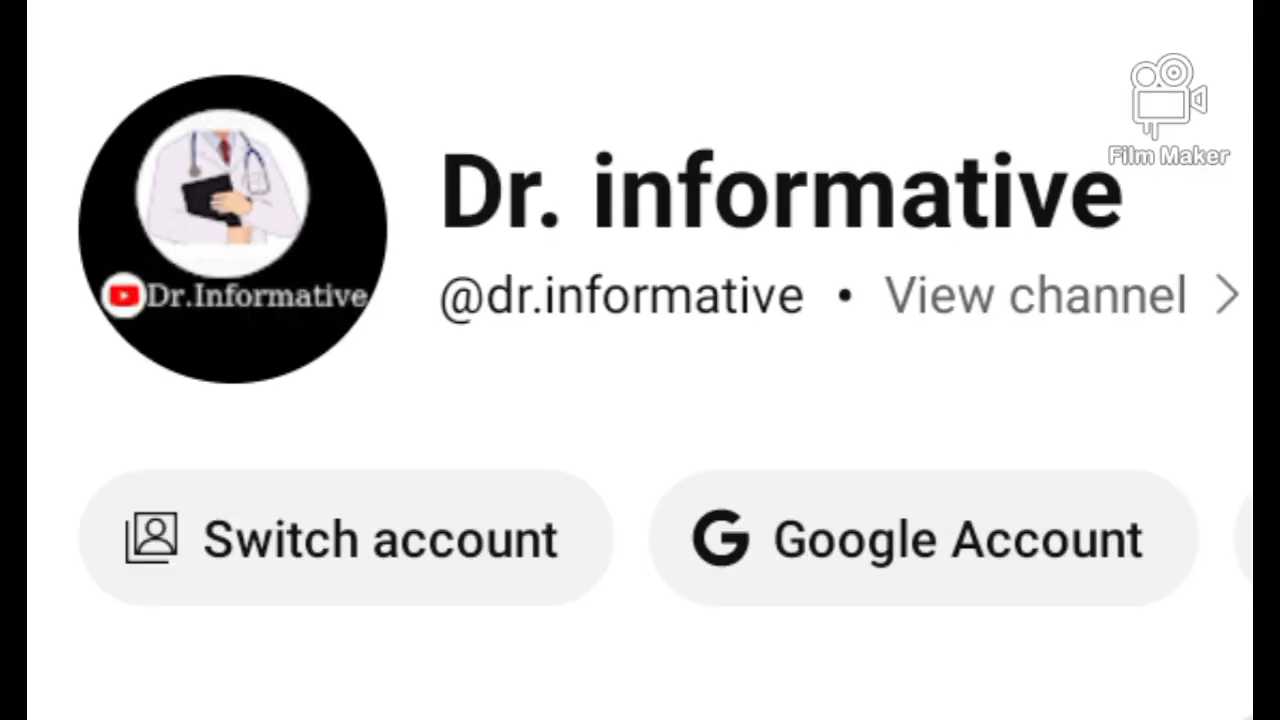 Film Maker
Dr. informative
Dr.Informative
@dr.informative • View channel
Switch account
Google Account